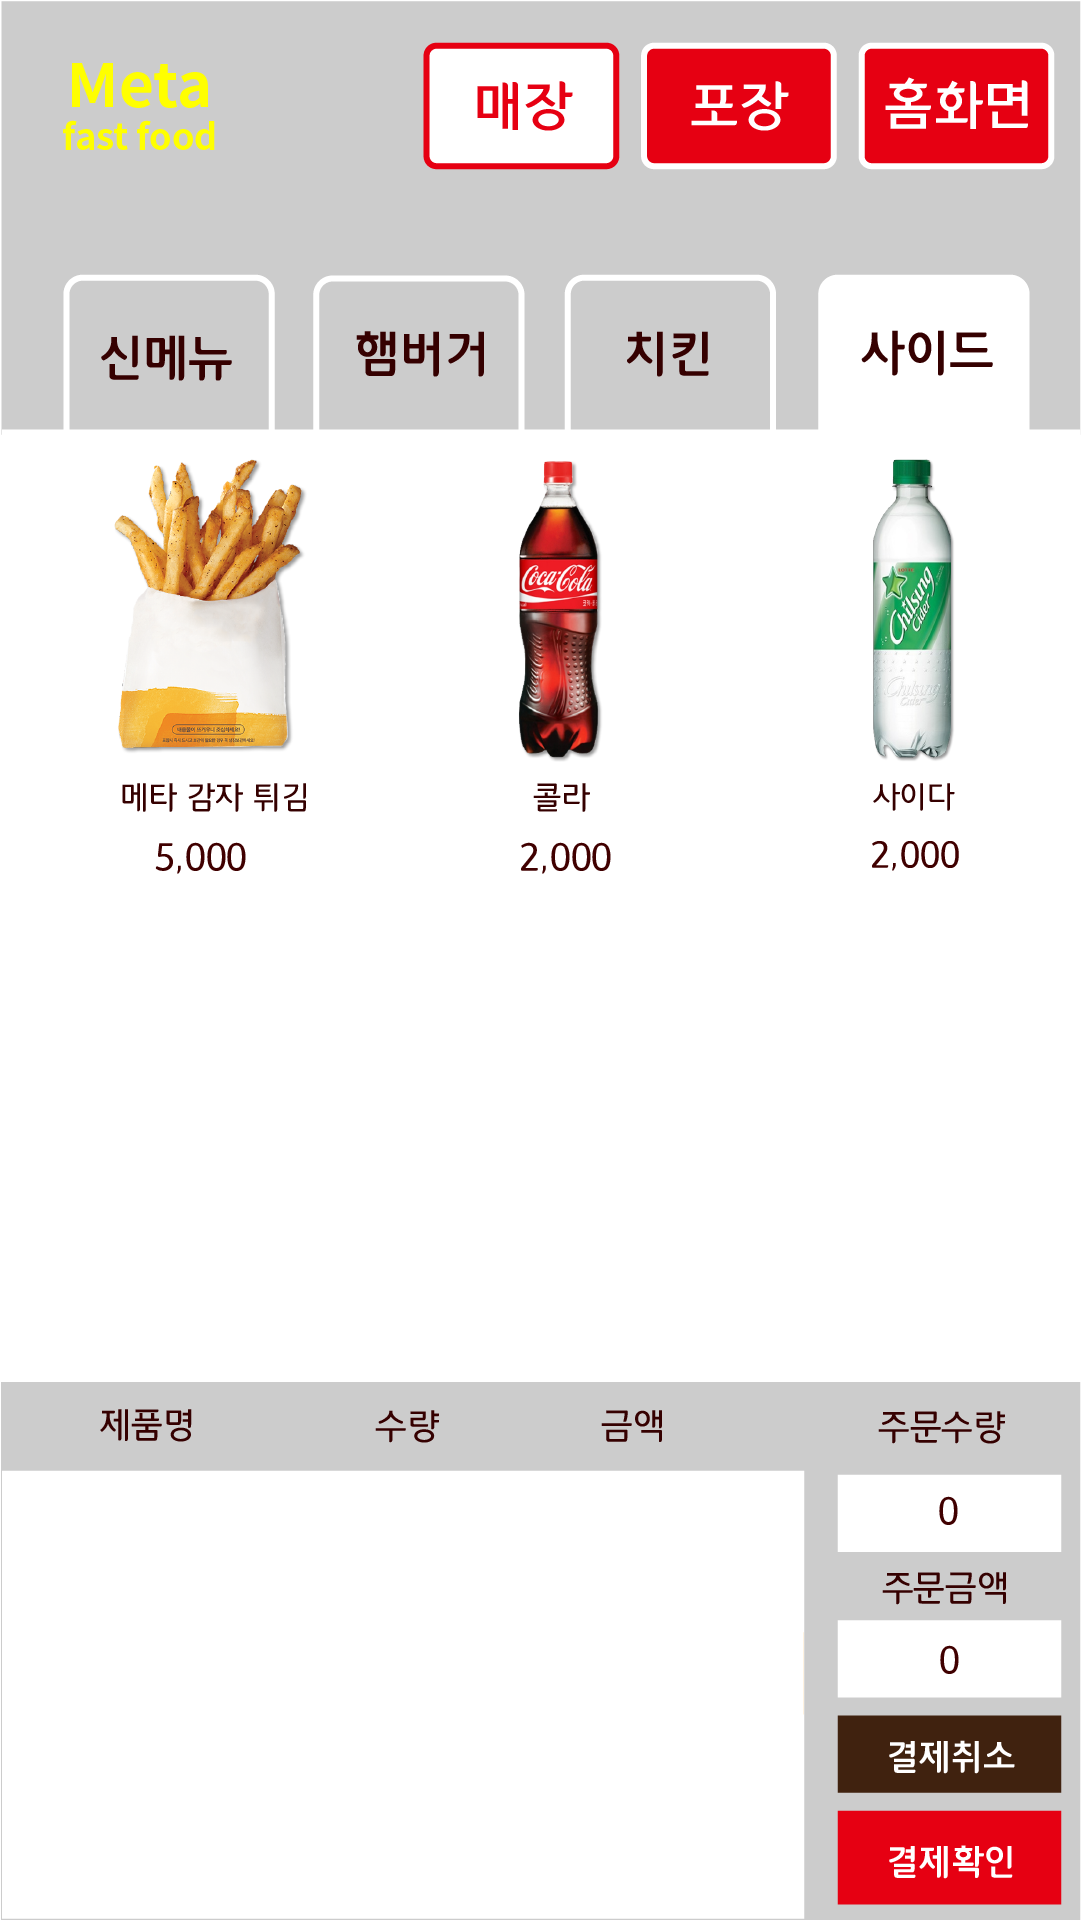 Meta
fast food
매장 포장 홈화면
신메뉴 햄버거 치킨 사이드
Coca-Cola
Chilsung
Cider
Chilsung
Cider
메타 감자 튀김 콜라 사이다
5,000 2,000 2,000
제품명 수량 금액 주문수량
0
주문금액
0
결제취소
결제확인